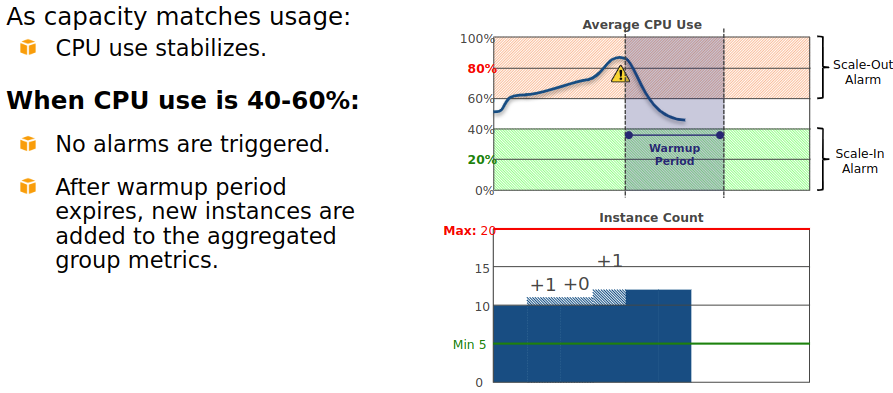 As capacity matches usage:
CPU use stabilizes.
When CPU use is 40-60%:
No alarms are triggered.
After warmup period
expires, new instances are
added to the aggregated
group metrics.
Average CPU Use
100%
80%
60%
40%
20%
0%
Warmup
Period
Scale-Out
Alarm
Scale-In
Alarm
Instance Count
Max: 20
15
10
Min 5
0
+1 +0
+1